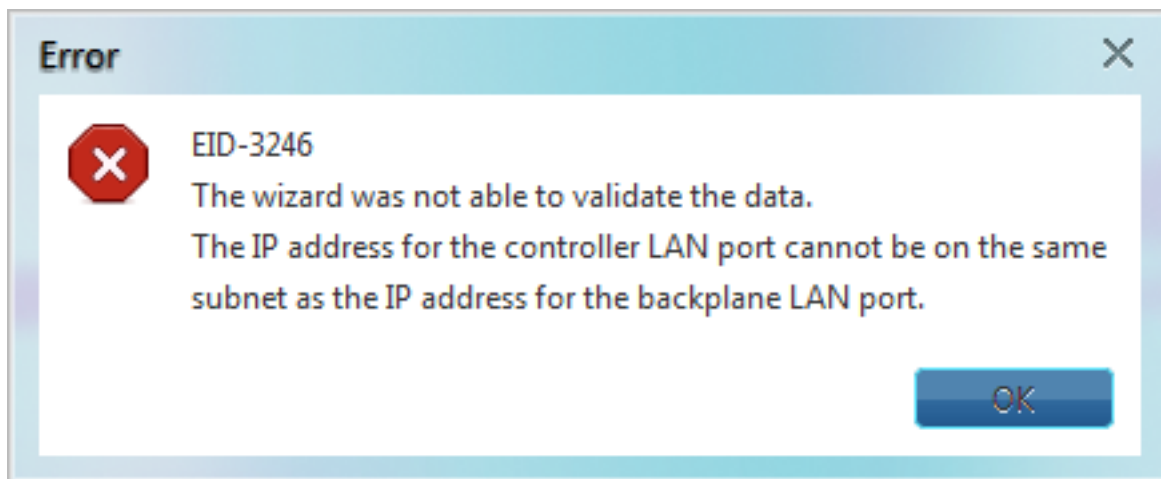 Error
EID-3246
The wizard was not able to validate the data.
The IP address for the controller LAN port cannot be on the same
subnet as the IP address for the backplane LAN port.
OK